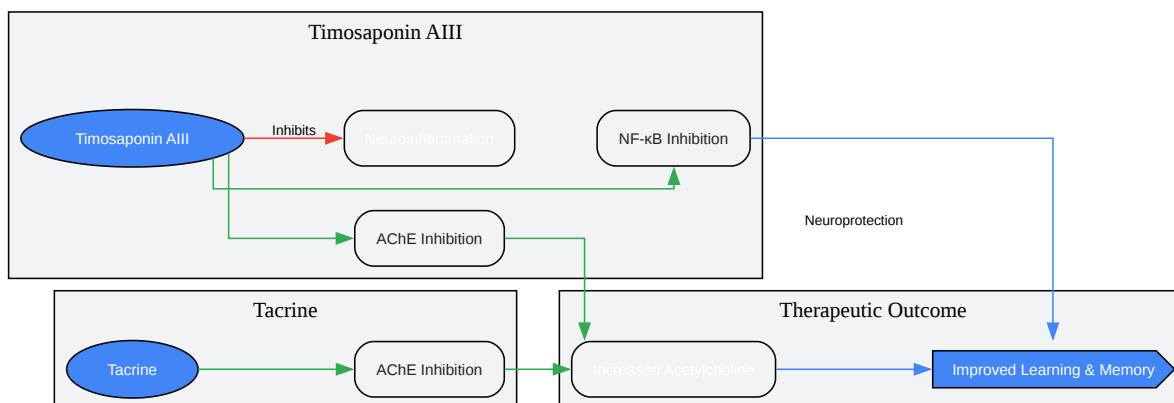 Timosaponin AIII
Timosaponin AIII
Inhibits
Neuroinflammation
NF-κB Inhibition
AChE Inhibition
Neuroprotection
Tacrine
Tacrine
AChE Inhibition
Therapeutic Outcome
Increased Acetylcholine
Improved Learning & Memory